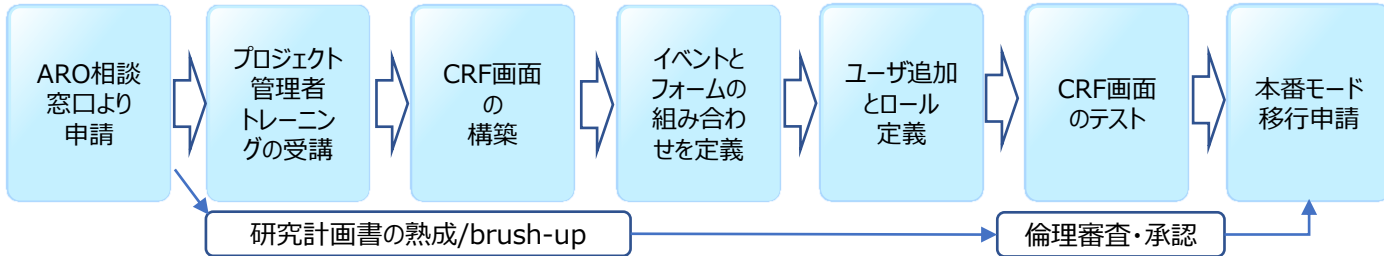 ARO相談
窓口より
申請
プロジェクト
管理者
トレーニン
グの受講
CRF画面
の
構築
イベントと
フォームの
組み合わ
せを定義
ユーザ追加
とロール
定義
CRF画面
のテスト
本番モード
移行申請
研究計画書の熟成/brush-up
倫理審査・承認